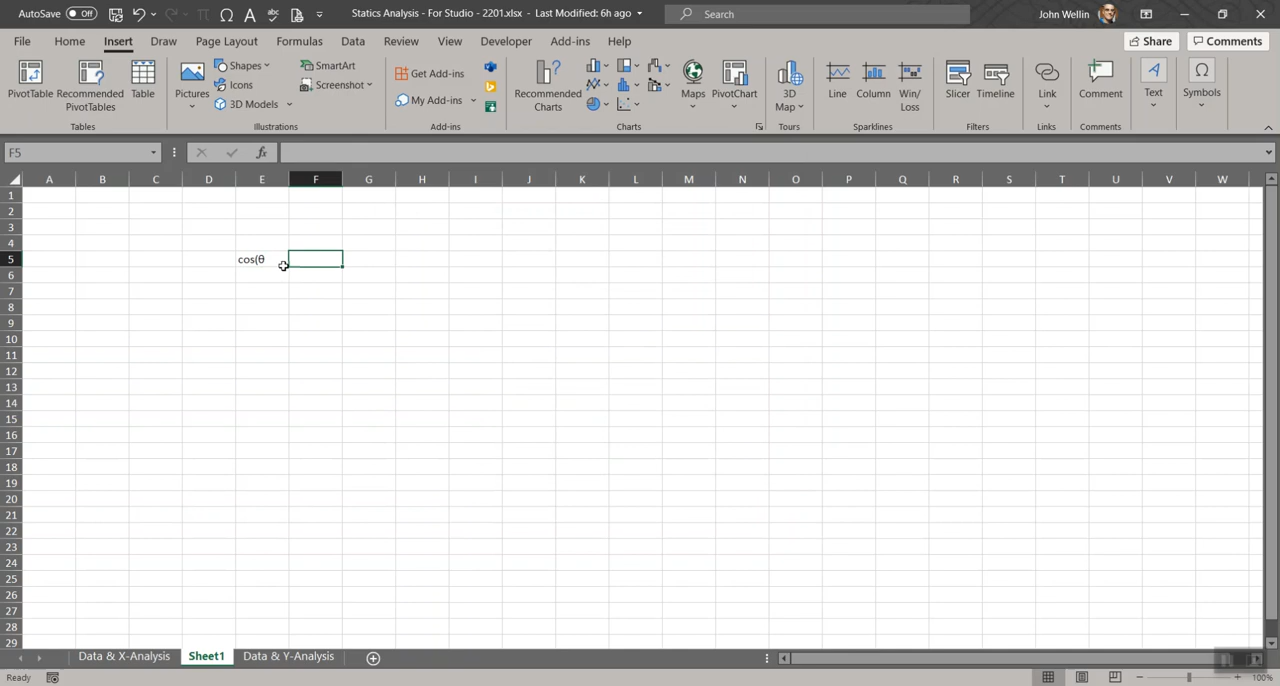 AutoSave Off Statics Analysis - For Studio - 2201.xlsx - Last Modified: 6h ago Search John Wellin
File Home Insert Draw Page Layout Formulas Data Review View Developer Add-ins Help Share Comments
PivotTable
Recommended
PivotTables
Table
Tables
Pictures
Shapes
Icons
3D Models
SmartArt
Screenshot
Illustrations
Get Add-ins
My Add-ins
Add-ins
Recommended
Charts
Maps
PivotChart
Charts
3D
Map
Tours
Line
Column
Win/
Loss
Sparklines
Slicer
Timeline
Filters
Link
Links
Comment
Comments
Text
Symbols
F5 fx
A B C D E F G H I J K L M N O P Q R S T U V W
1
2
3
4
5 cos(θ
6
7
8
9
10
11
12
13
14
15
16
17
18
19
20
21
22
23
24
25
26
27
28
29
Data & X-Analysis Sheet1 Data & Y-Analysis
Ready 100%